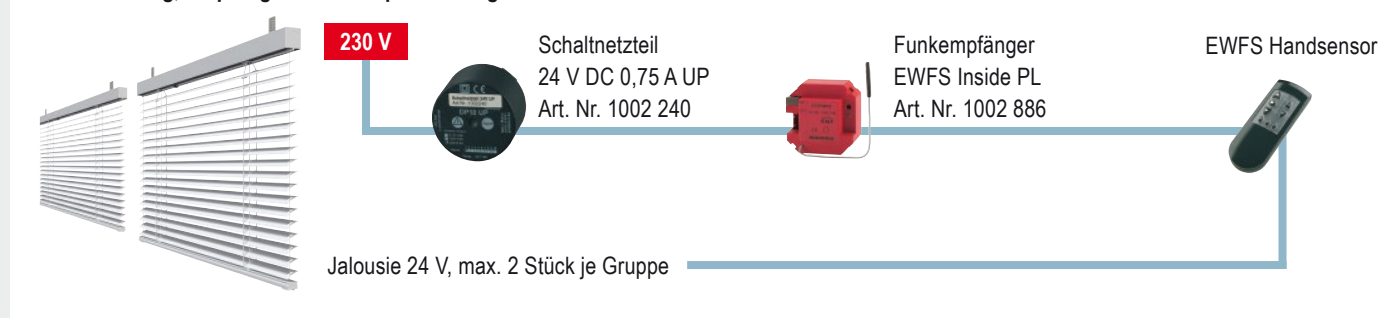 230 V
Schaltnetzteil
24 V DC 0,75 A UP
Art. Nr. 1002 240
Funkempfänger
EWFS Inside PL
Art. Nr. 1002 886
EWFS Handsensor
Jalousie 24 V, max. 2 Stück je Gruppe